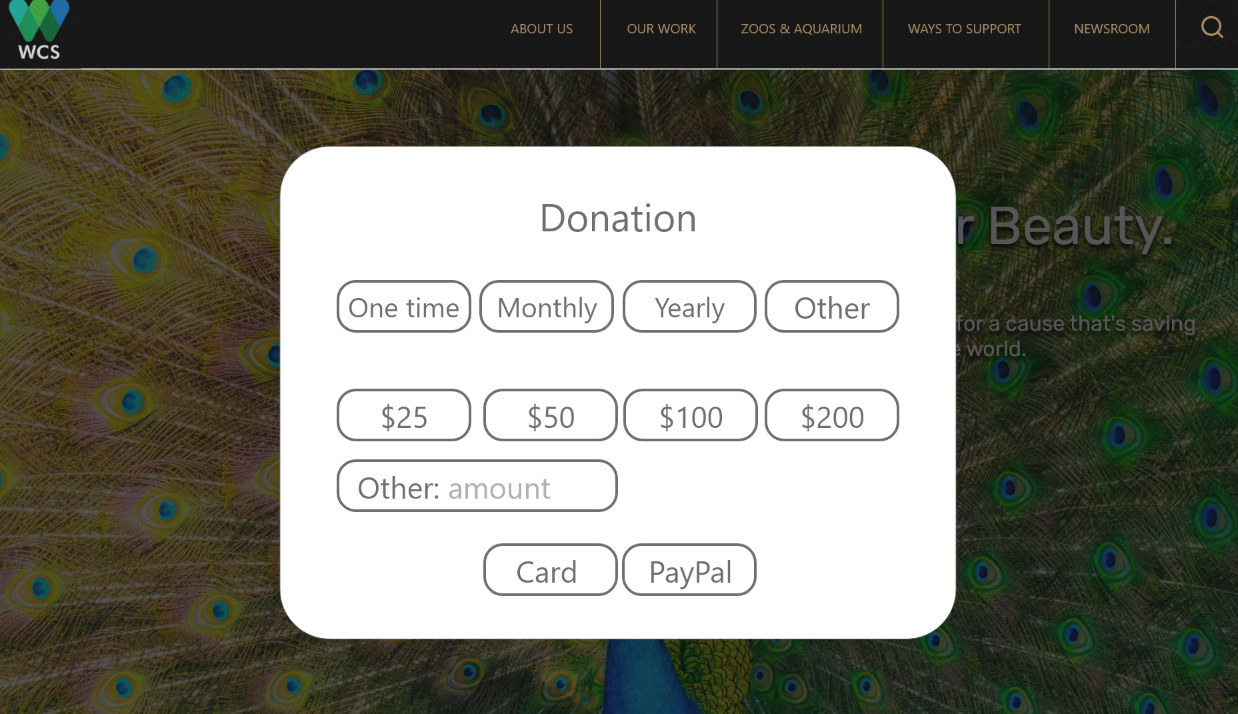 WCS
ABOUT US
OUR WORK
ZOOS & AQUARIUM
WAYS TO SUPPORT
NEWSROOM
Beauty.
for a cause that's saving
world.
Donation
One time
Monthly
Yearly
Other
$25
$50
$100
$200
Other: amount
Card
PayPal